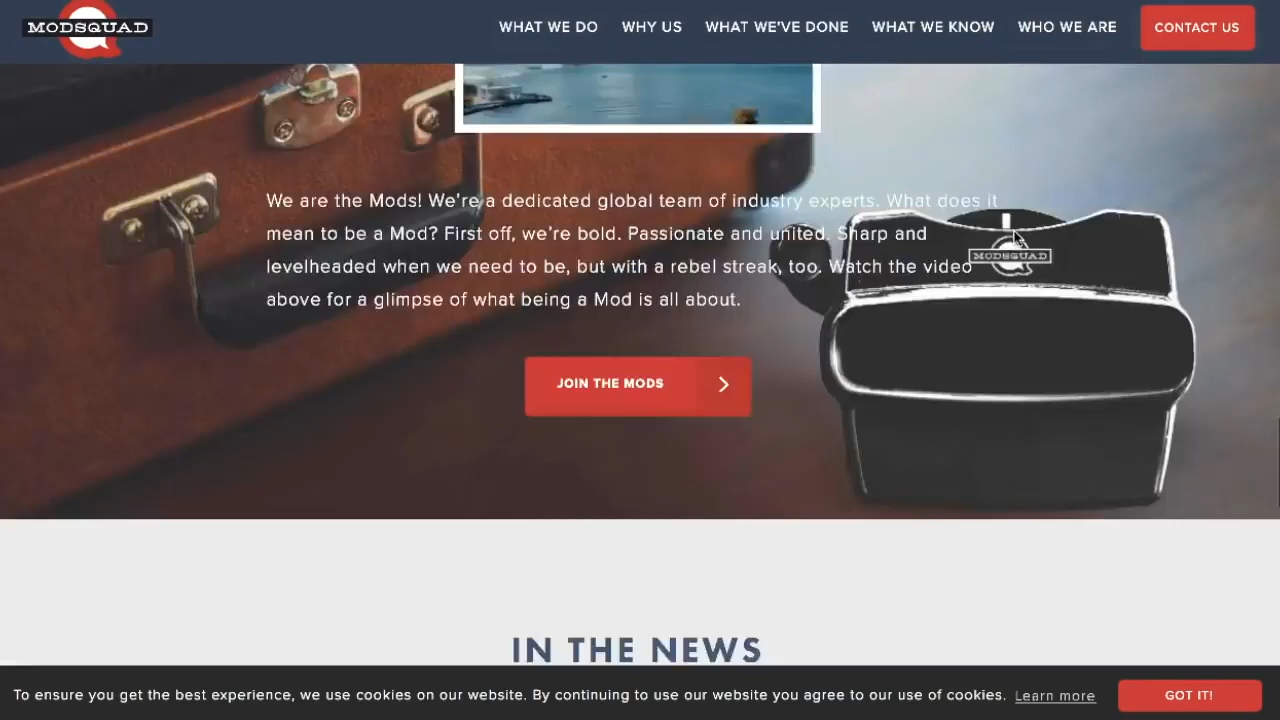 MODSQUAD
WHAT WE DO WHY US WHAT WE'VE DONE WHAT WE KNOW WHO WE ARE CONTACT US
We are the Mods! We're a dedicated global team of industry experts. What does it
mean to be a Mod? First off, we're bold. Passionate and united. Sharp and
levelheaded when we need to be, but with a rebel streak, too. Watch the video
above for a glimpse of what being a Mod is all about.
MODSQUAD
JOIN THE MODS
IN THE NEWS
To ensure you get the best experience, we use cookies on our website. By continuing to use our website you agree to our use of cookies. Learn more GOT IT!